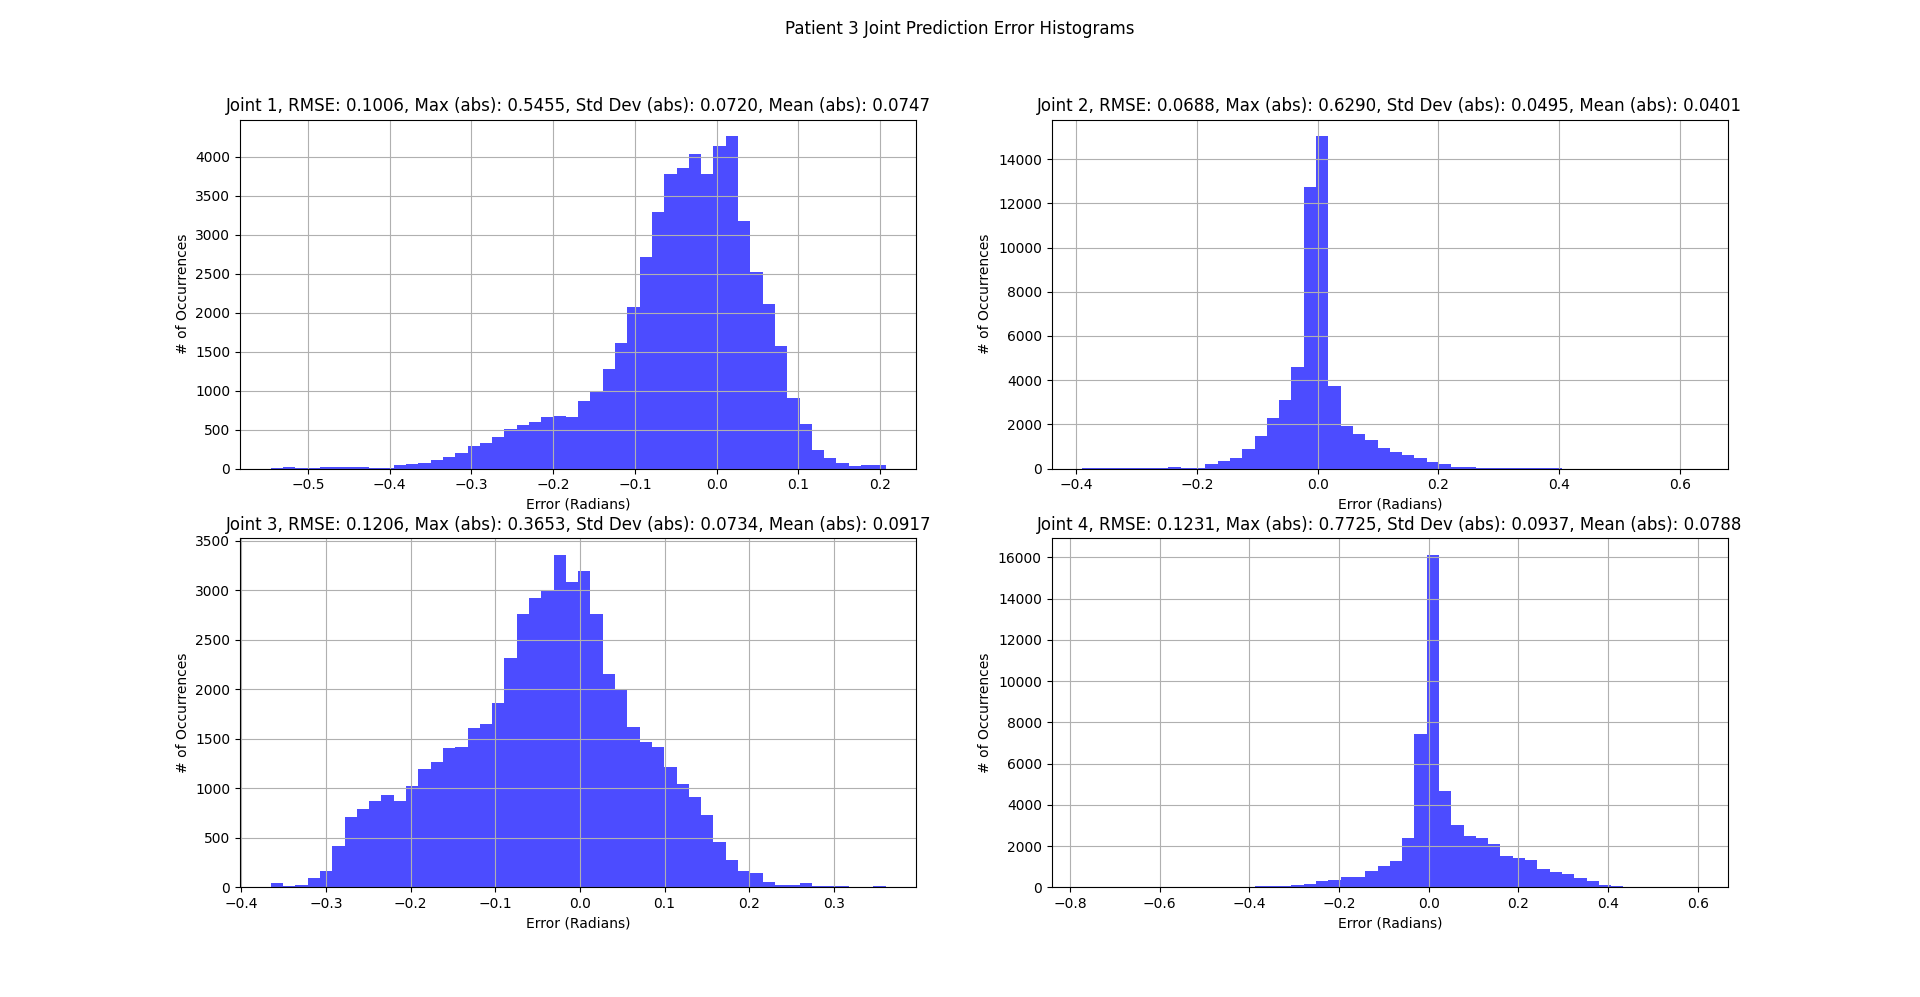 Patient 3 Joint Prediction Error Histograms
Joint 1, RMSE: 0.1006, Max (abs): 0.5455, Std Dev (abs): 0.0720, Mean (abs): 0.0747
4000
3500
3000
2500
2000
1500
1000
500
0
# of Occurrences
−0.5 −0.4 −0.3 −0.2 −0.1 0.0 0.1 0.2
Error (Radians)
Joint 2, RMSE: 0.0688, Max (abs): 0.6290, Std Dev (abs): 0.0495, Mean (abs): 0.0401
14000
12000
10000
8000
6000
4000
2000
0
# of Occurrences
−0.4 −0.2 0.0 0.2 0.4 0.6
Error (Radians)
Joint 3, RMSE: 0.1206, Max (abs): 0.3653, Std Dev (abs): 0.0734, Mean (abs): 0.0917
3500
3000
2500
2000
1500
1000
500
0
# of Occurrences
−0.4 −0.3 −0.2 −0.1 0.0 0.1 0.2 0.3
Error (Radians)
Joint 4, RMSE: 0.1231, Max (abs): 0.7725, Std Dev (abs): 0.0937, Mean (abs): 0.0788
16000
14000
12000
10000
8000
6000
4000
2000
0
# of Occurrences
−0.8 −0.6 −0.4 −0.2 0.0 0.2 0.4 0.6
Error (Radians)